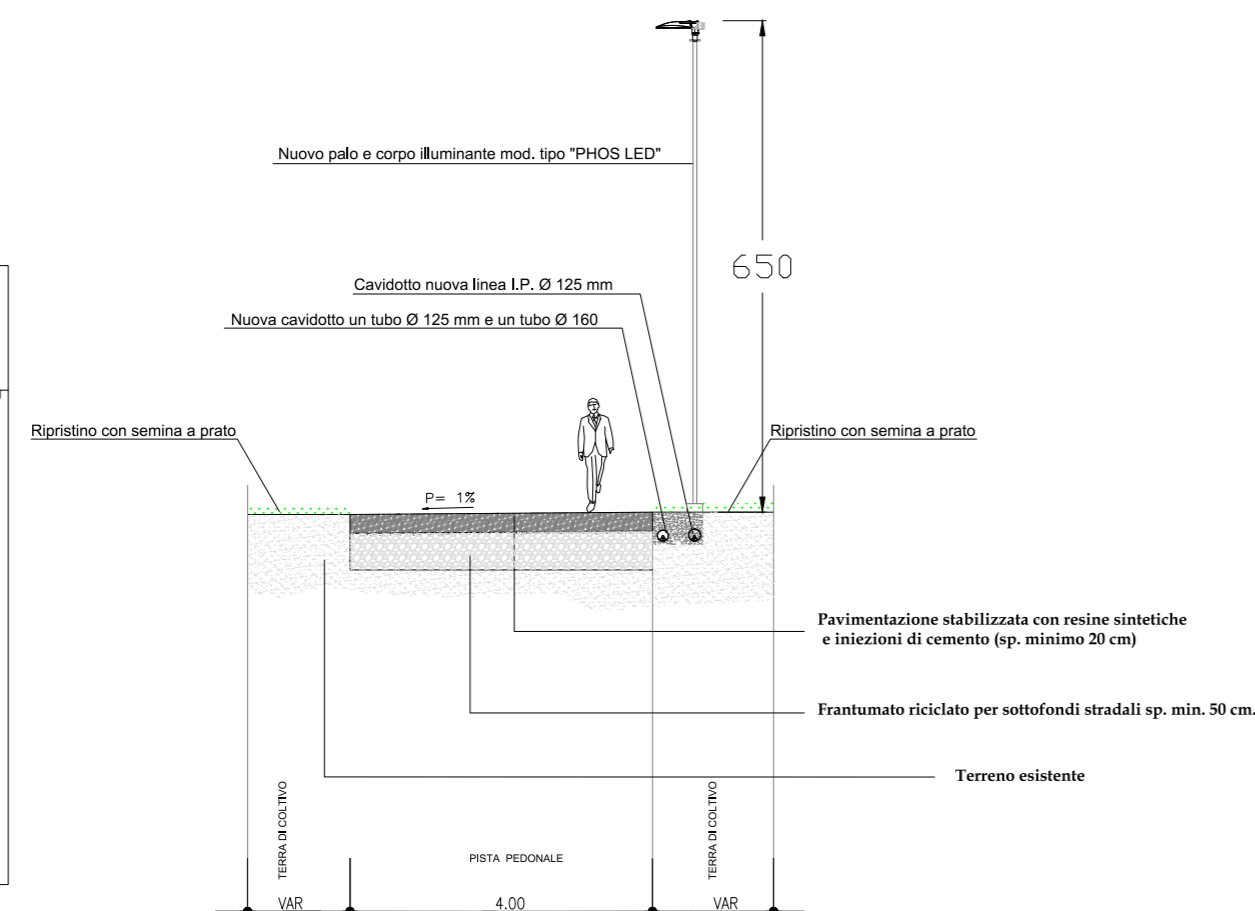 Nuovo palo e corpo illuminante mod. tipo "PHOS LED"
650
Cavidotto nuova linea I.P. Ø 125 mm
Nuova cavidotto un tubo Ø 125 mm e un tubo Ø 160
Ripristino con semina a prato
Ripristino con semina a prato
P= 1%
Pavimentazione stabilizzata con resine sintetiche
e iniezioni di cemento (sp. minimo 20 cm)
Frantumato riciclato per sottofondi stradali sp. min. 50 cm.
Terreno esistente
TERRA DI COLTIVO
PISTA PEDONALE
TERRA DI COLTIVO
VAR
4.00
VAR